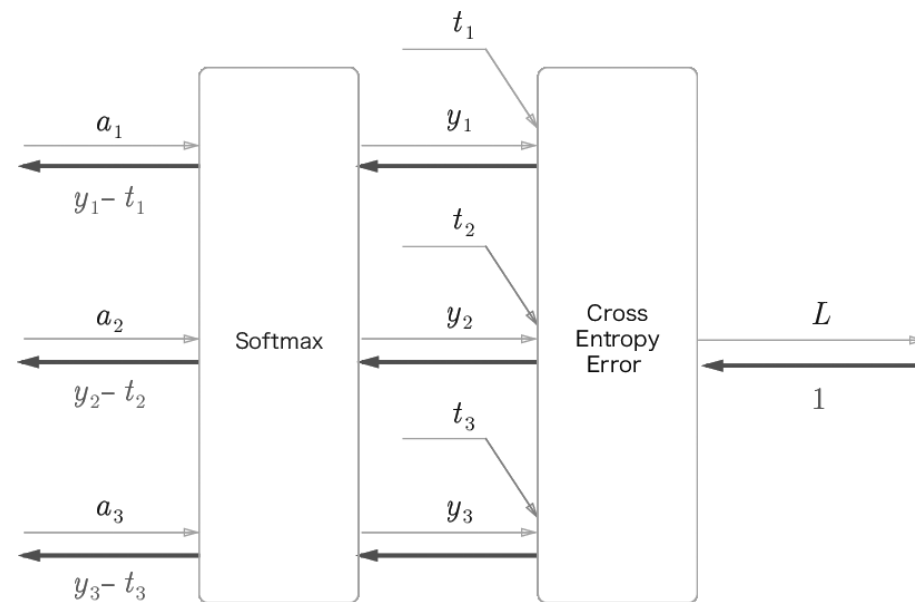 t₁
a₁
y₁
y₁– t₁
t₂
a₂
y₂
Softmax
Cross
Entropy
Error
L
y₂– t₂
1
t₃
a₃
y₃
y₃– t₃